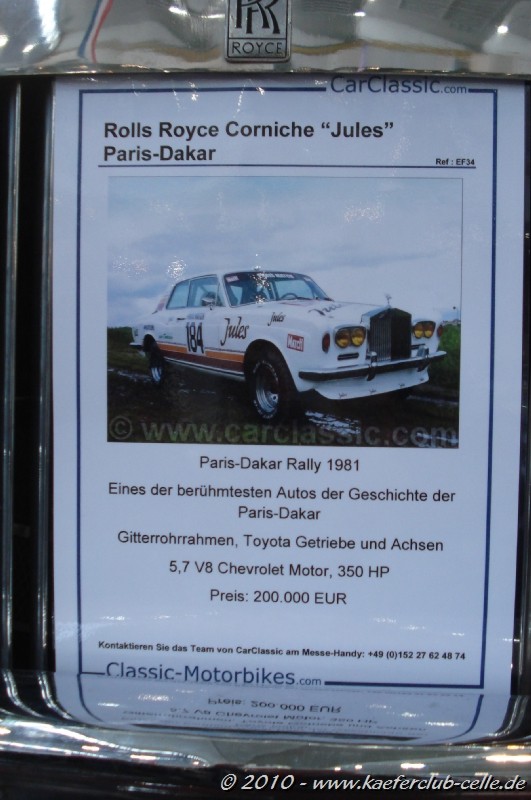 RR
ROYCE
CarClassic.com
Rolls Royce Corniche “Jules”
Paris-Dakar
Ref : EF34
184
Jules
Jules
© www.carclassic.com
Paris-Dakar Rally 1981
Eines der berühmtesten Autos der Geschichte der
Paris-Dakar
Gitterrohrrahmen, Toyota Getriebe und Achsen
5,7 V8 Chevrolet Motor, 350 HP
Preis: 200.000 EUR
Kontaktieren Sie das Team von CarClassic am Messe-Handy: +49 (0)152 27 62 48 74
Classic-Motorbikes.com
© 2010 - www.kaeferclub-celle.de